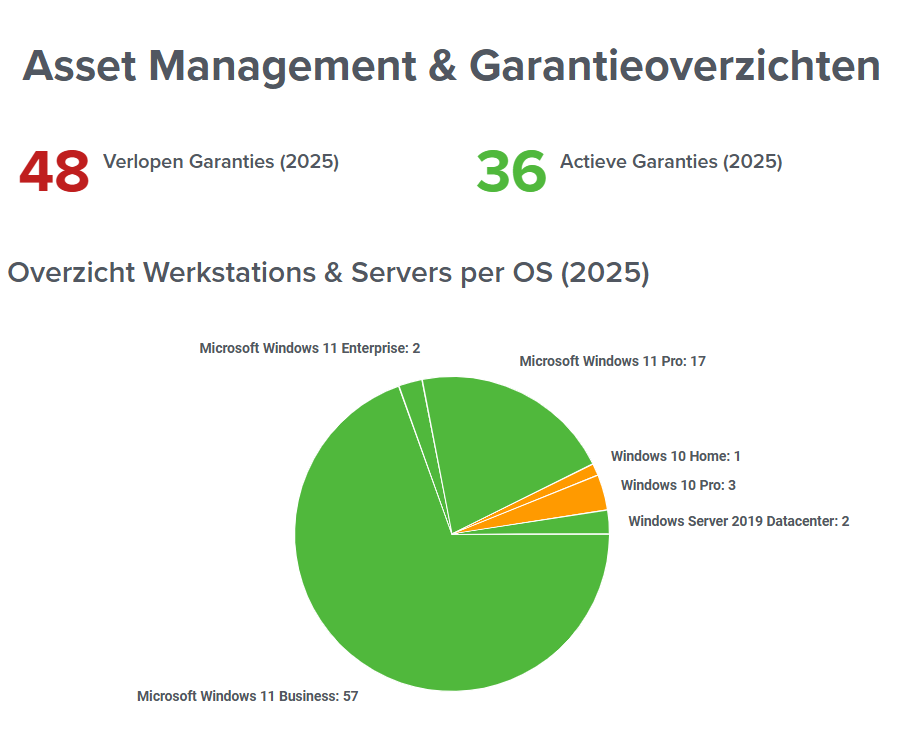 Asset Management & Garantieoverzichten
48 Verlopen Garanties (2025)
36 Actieve Garanties (2025)
Overzicht Werkstations & Servers per OS (2025)
Microsoft Windows 11 Enterprise: 2
Microsoft Windows 11 Pro: 17
Windows 10 Home: 1
Windows 10 Pro: 3
Windows Server 2019 Datacenter: 2
Microsoft Windows 11 Business: 57